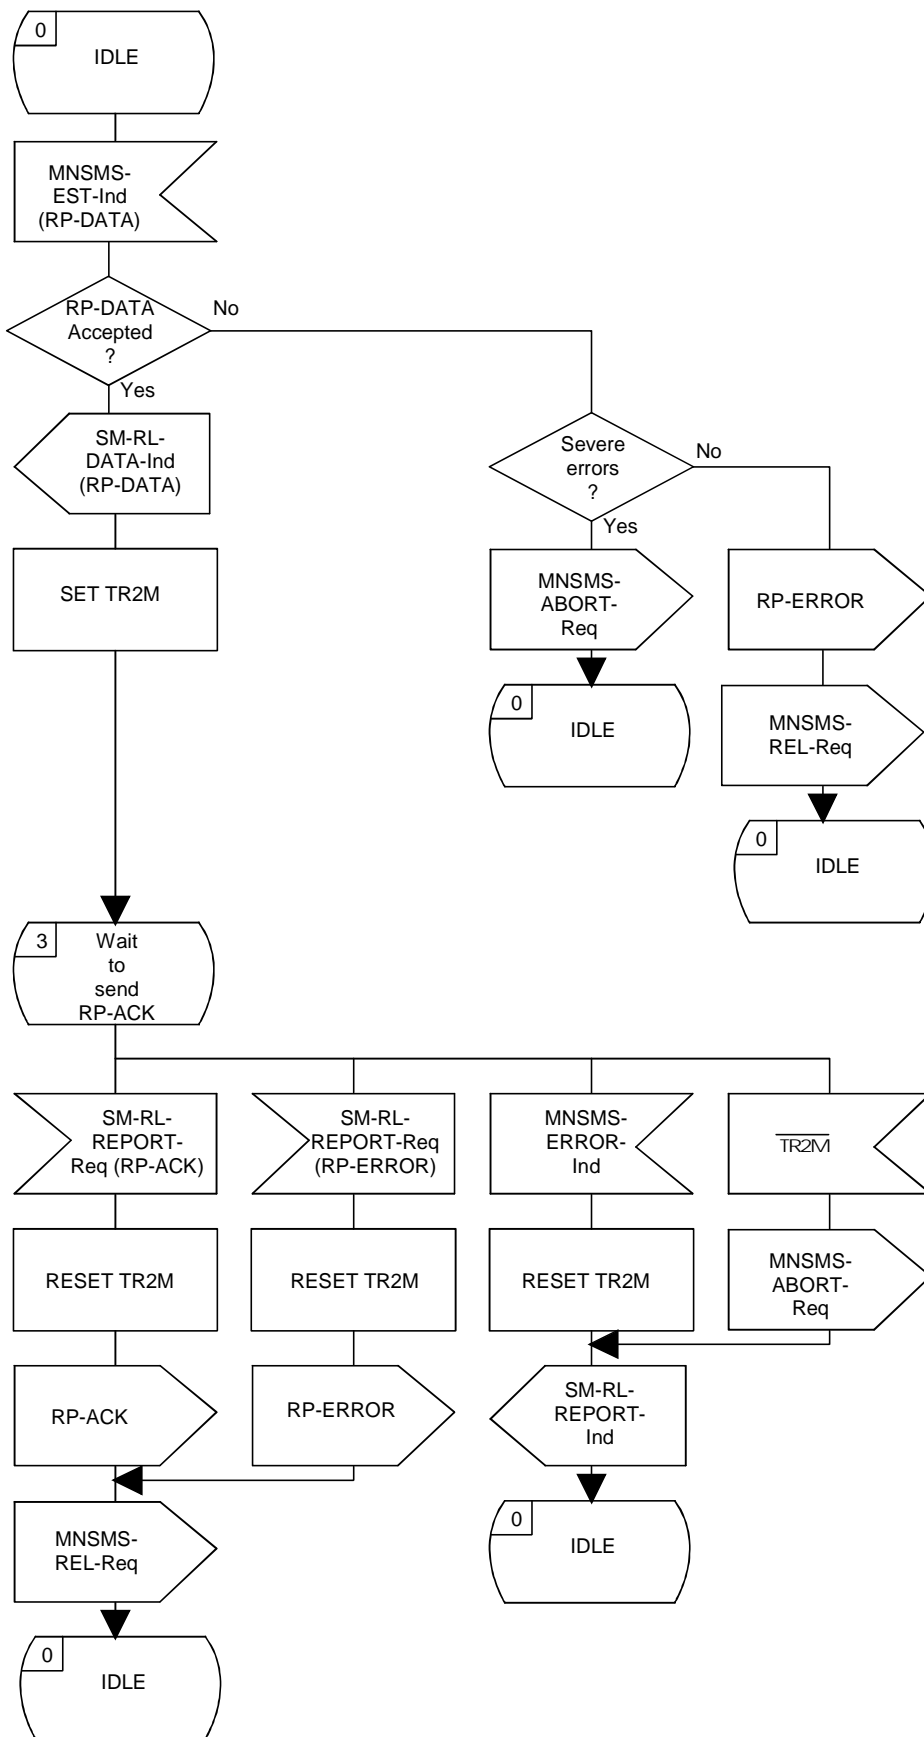 0
IDLE
MNSMS-
EST-Ind
(RP-DATA)
RP-DATA
Accepted
?
No
Yes
SM-RL-
DATA-Ind
(RP-DATA)
Severe
errors
?
No
Yes
SET TR2M
MNSMS-
ABORT-
Req
RP-ERROR
0
IDLE
MNSMS-
REL-Req
0
IDLE
3
Wait
to
send
RP-ACK
SM-RL-
REPORT-
Req (RP-ACK)
SM-RL-
REPORT-Req
(RP-ERROR)
MNSMS-
ERROR-
Ind
TR2M
RESET TR2M
RESET TR2M
RESET TR2M
MNSMS-
ABORT-
Req
RP-ACK
RP-ERROR
SM-RL-
REPORT-
Ind
MNSMS-
REL-Req
0
IDLE
0
IDLE